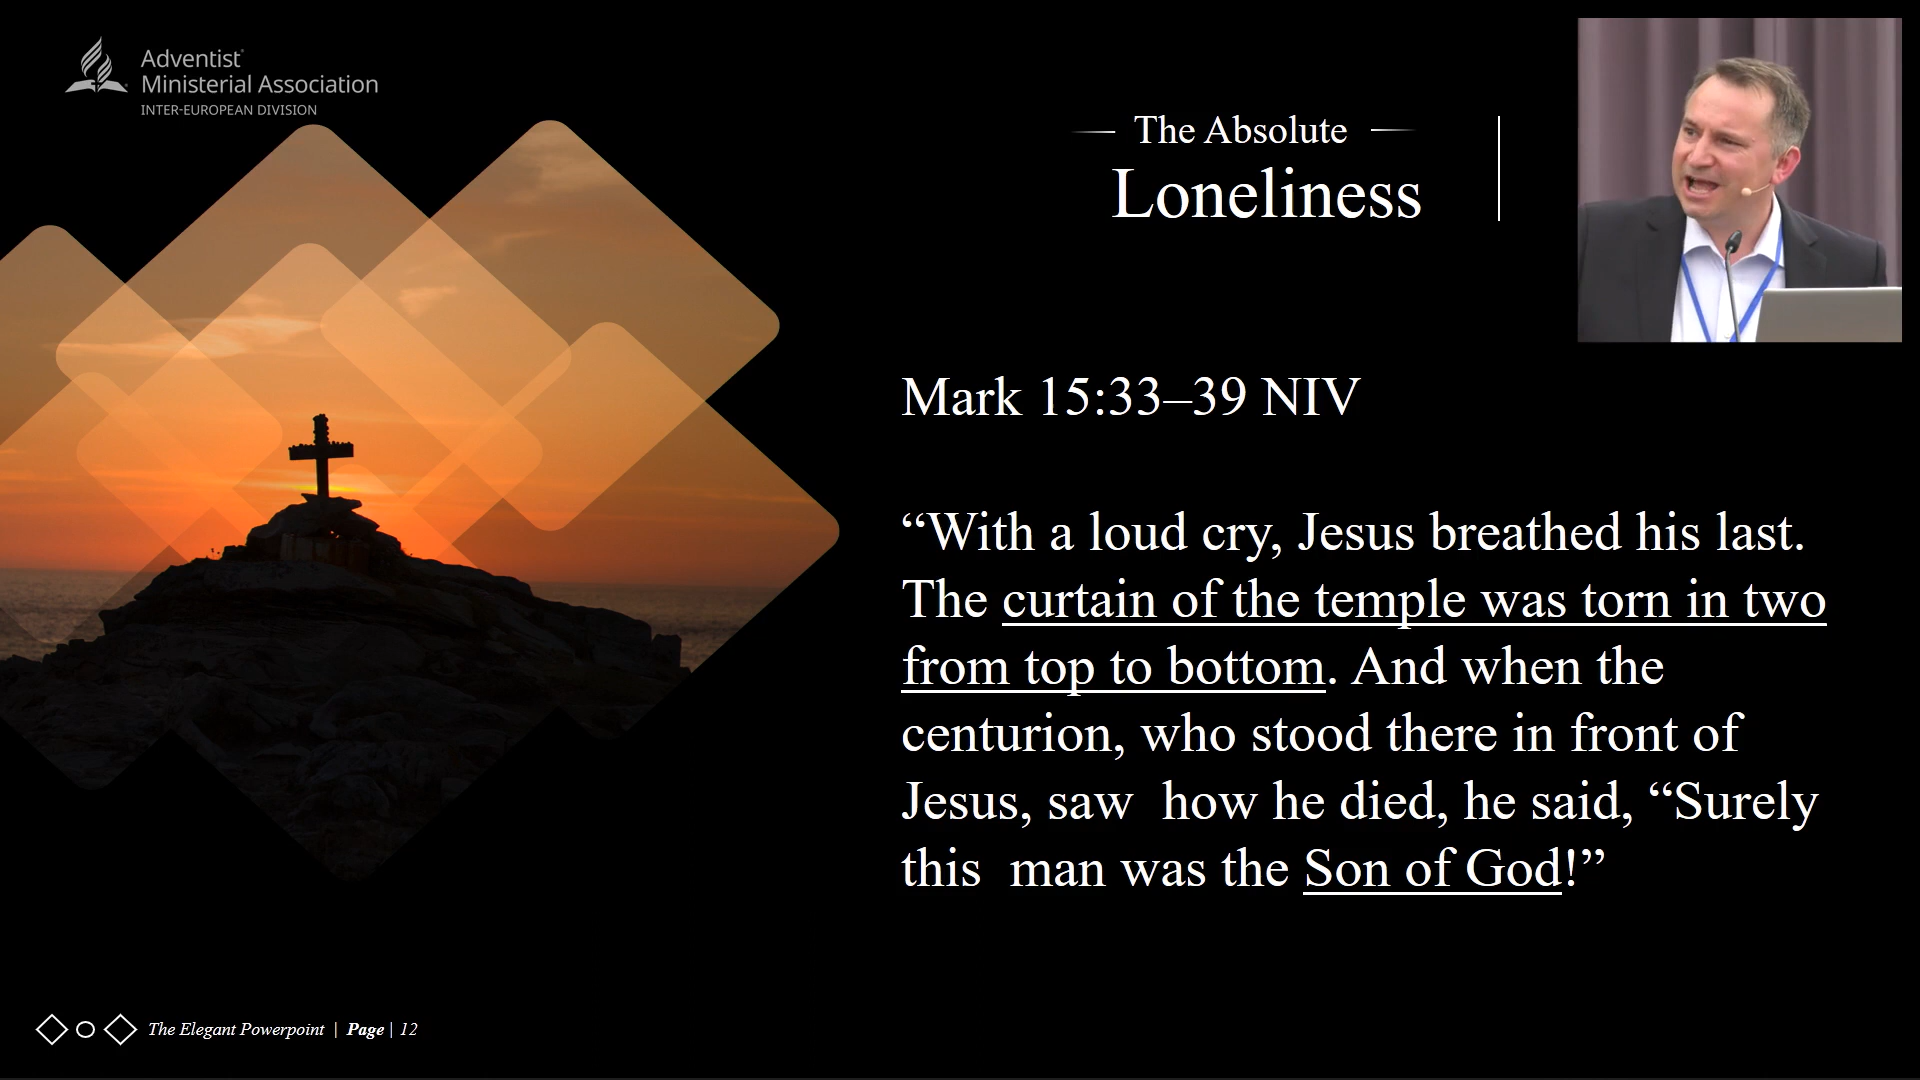 Adventist
Ministerial Association
INTER-EUROPEAN DIVISION
The Absolute
Loneliness
Mark 15:33–39 NIV
“With a loud cry, Jesus breathed his last.
The curtain of the temple was torn in two
from top to bottom. And when the
centurion, who stood there in front of
Jesus, saw  how he died, he said, “Surely
this  man was the Son of God!”
The Elegant Powerpoint | Page | 12